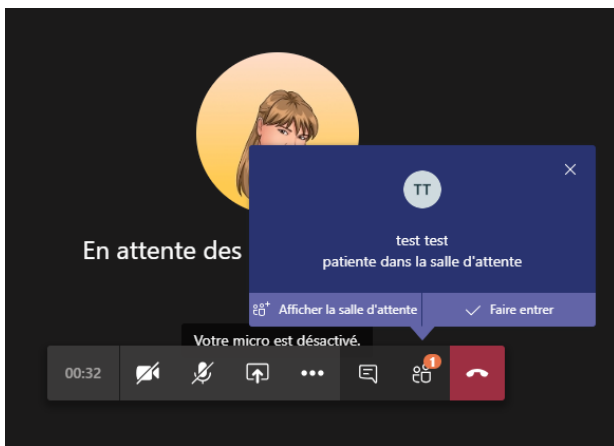 TT
test test
patiente dans la salle d'attente
En attente des
Afficher la salle d'attente
Faire entrer
Votre micro est désactivé.
00:32
1